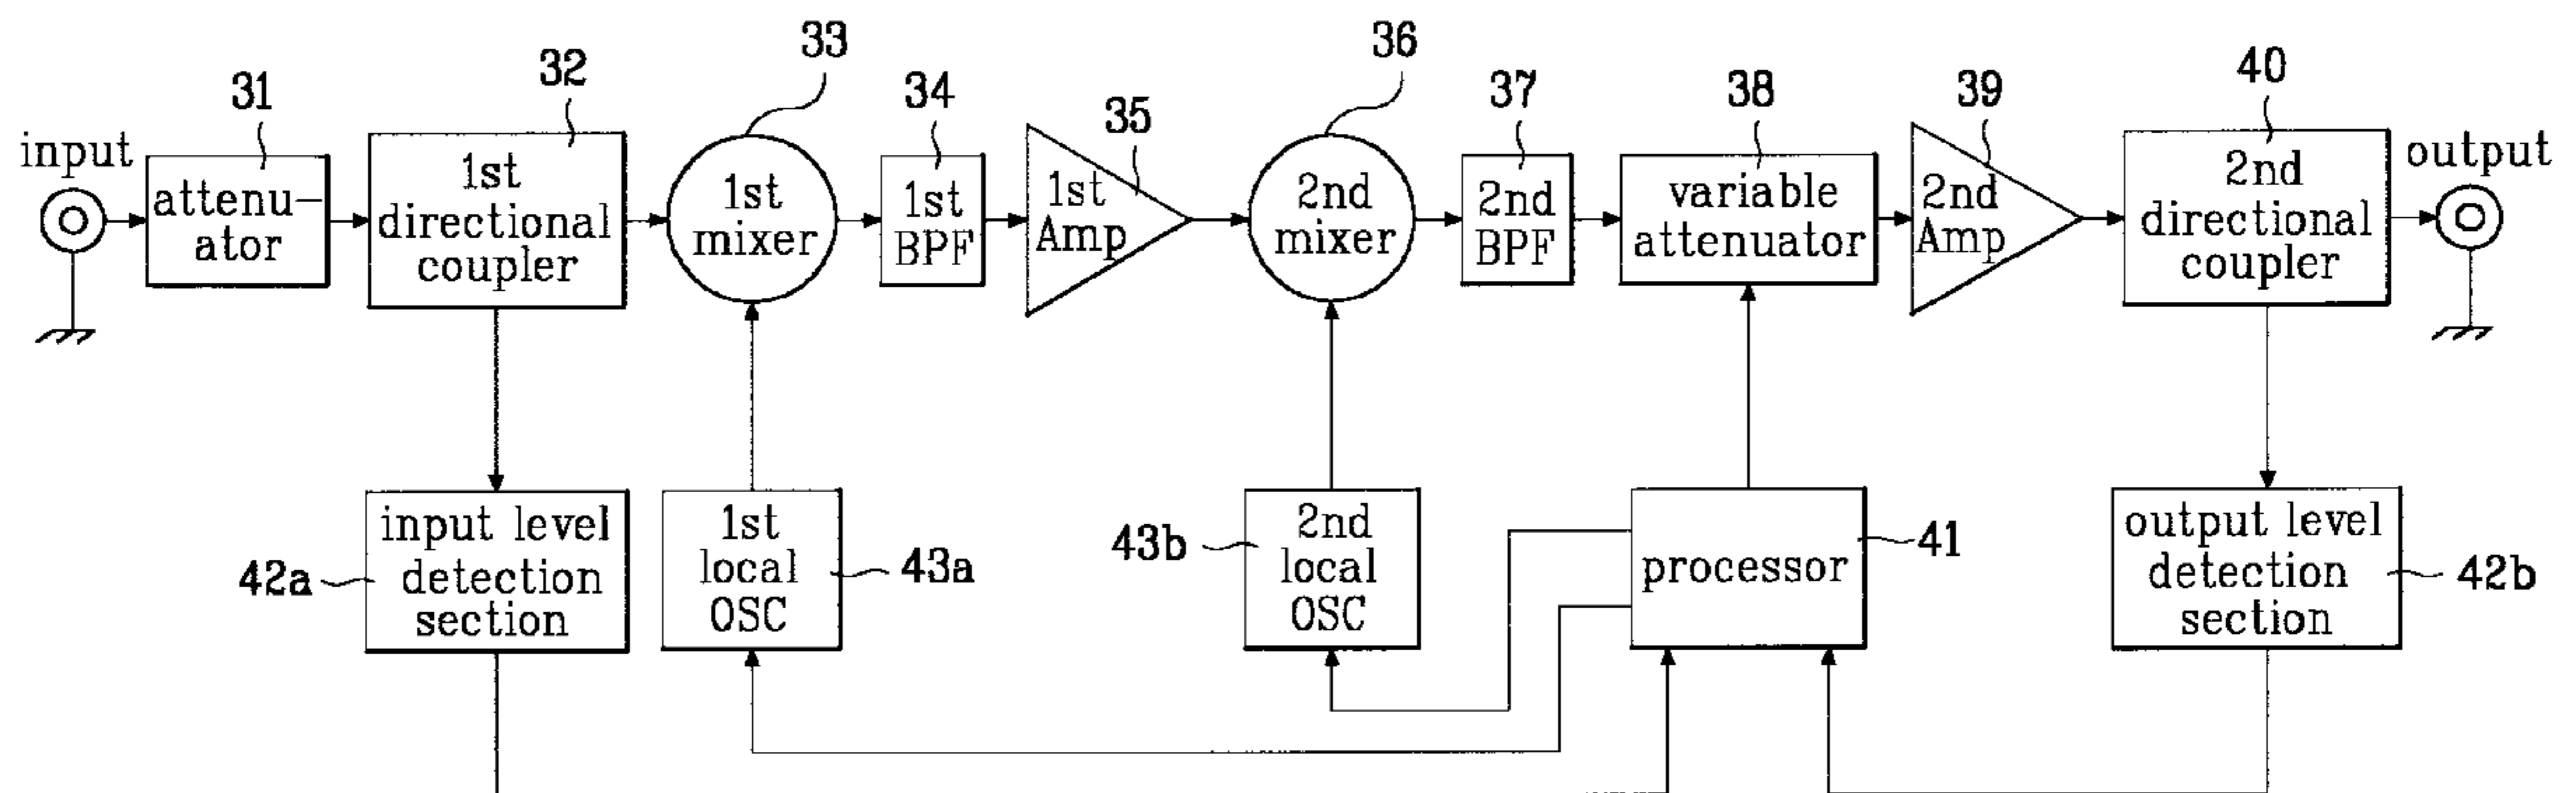 33
36
32
40
31
34
35
37
38
39
input
output
attenu-
ator
1st
directional
coupler
1st
mixer
1st
BPF
1st
Amp
2nd
mixer
2nd
BPF
variable
attenuator
2nd
Amp
2nd
directional
coupler
42a
input level
detection
section
1st
local
OSC
43a
43b
2nd
local
OSC
processor
41
output level
detection
section
42b